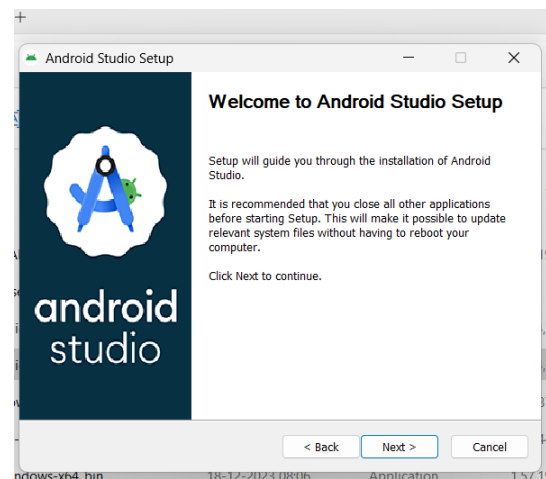 +
Android Studio Setup
Welcome to Android Studio Setup
Setup will guide you through the installation of Android
Studio.
It is recommended that you close all other applications
before starting Setup. This will make it possible to update
relevant system files without having to reboot your
computer.
Click Next to continue.
android
studio
< Back Next > Cancel
ndows-x64_bin 18-12-2023 08:06 Application